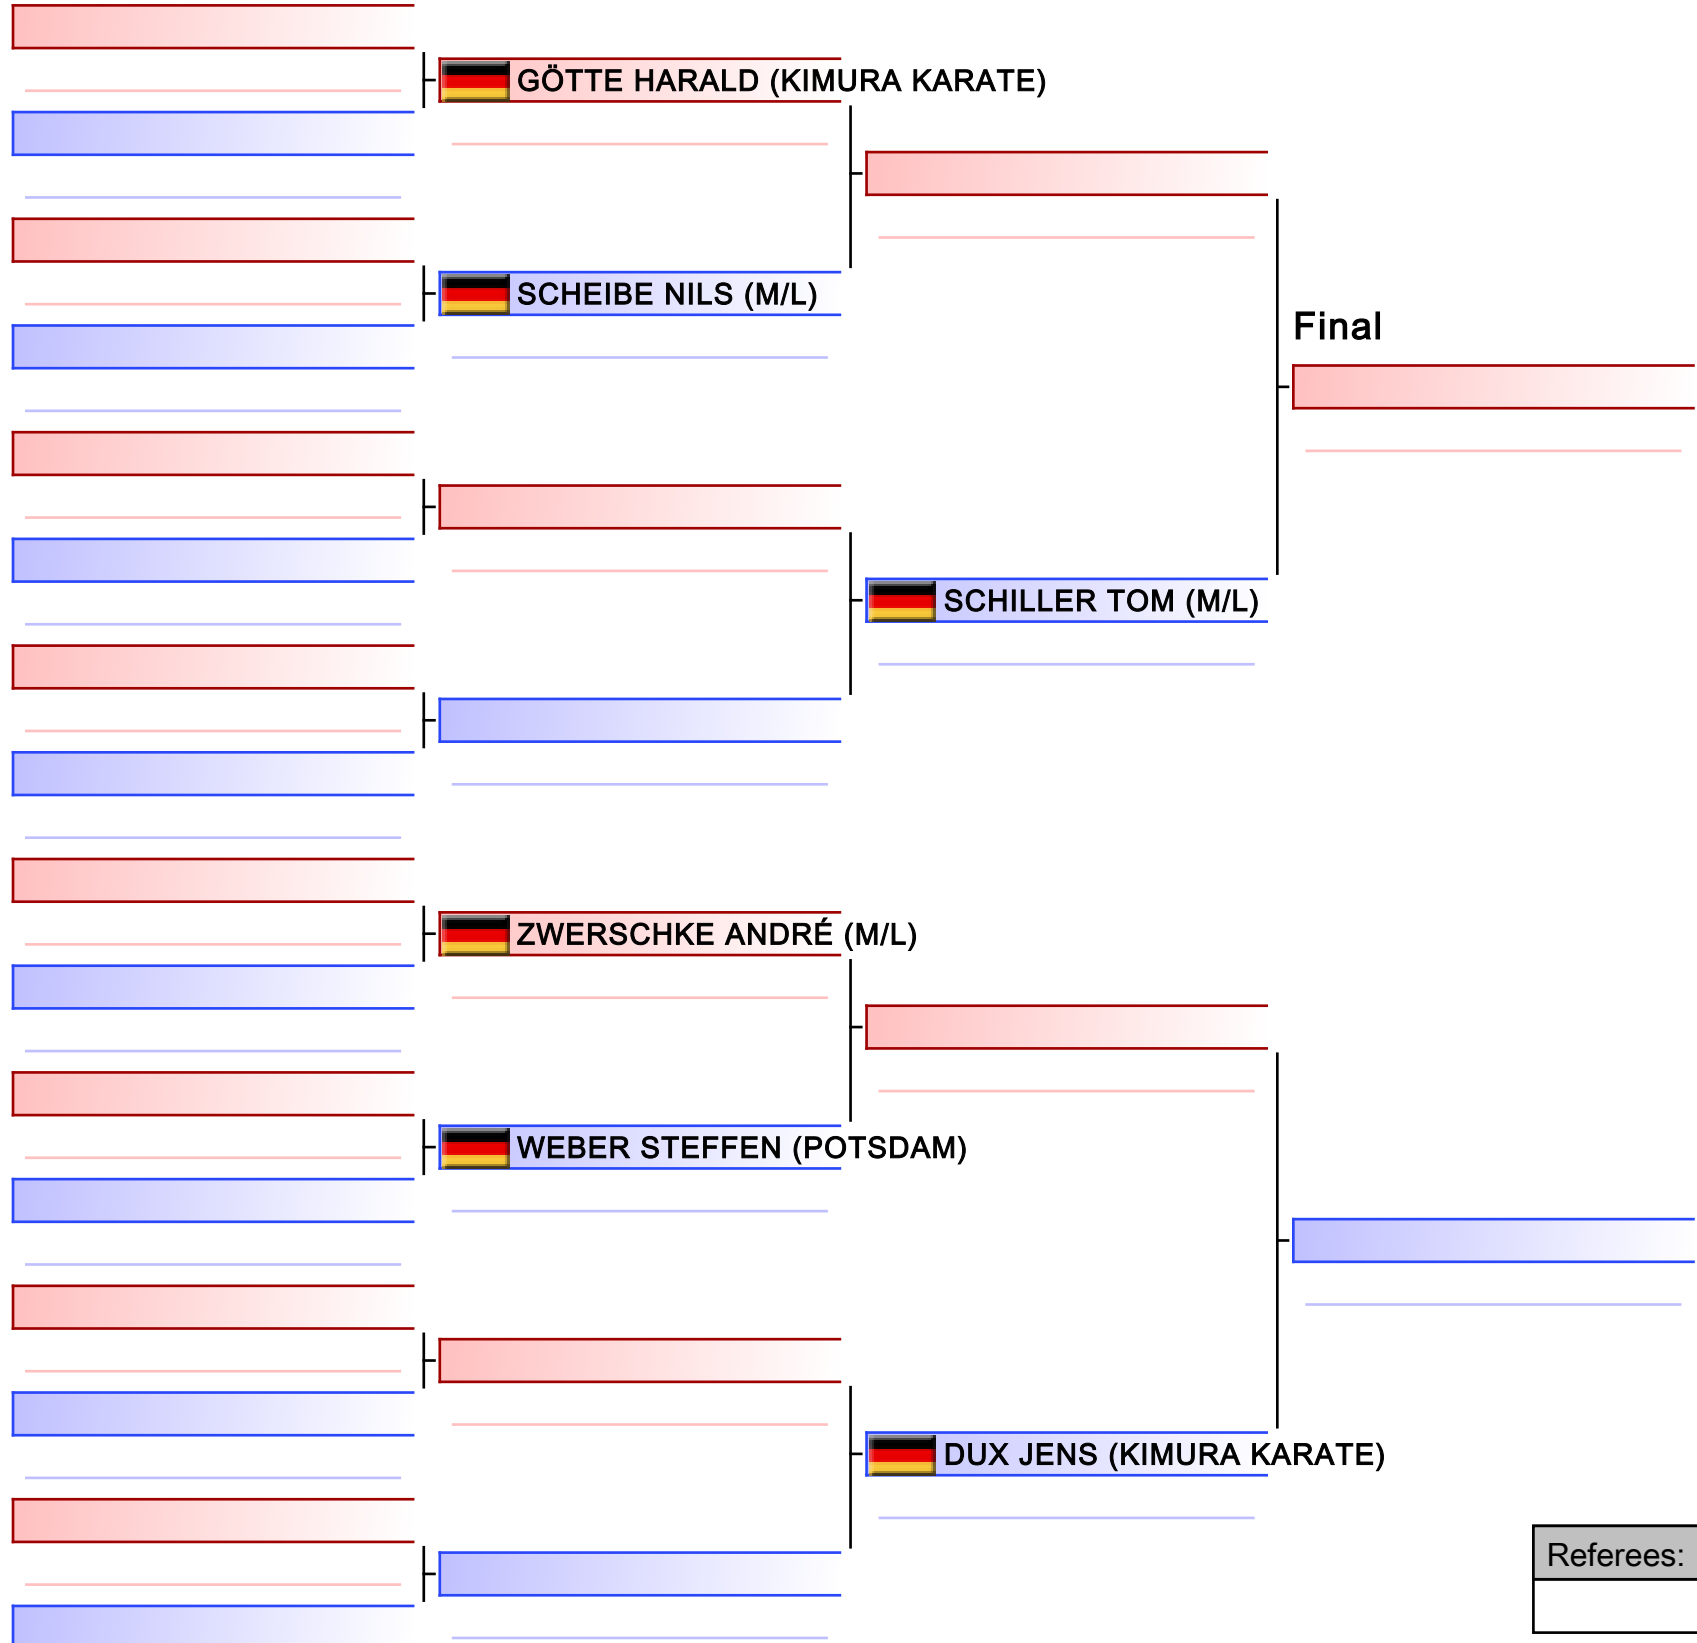 GÖTTE HARALD (KIMURA KARATE)
SCHEIBE NILS (M/L)
Final
SCHILLER TOM (M/L)
ZWERSCHKE ANDRÉ (M/L)
WEBER STEFFEN (POTSDAM)
DUX JENS (KIMURA KARATE)
Referees: